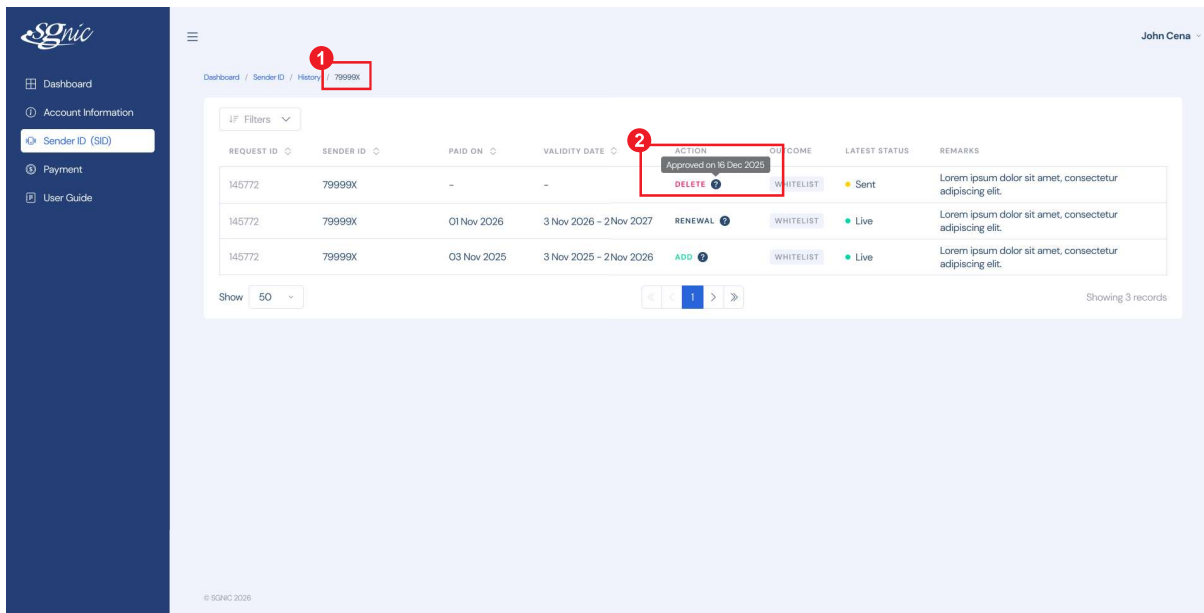 sgnic
John Cena
1
Dashboard / Sender ID / History / 79999X
Dashboard
Account Information
Sender ID (SID)
Payment
User Guide
Filters
2
REQUEST ID SENDER ID PAID ON VALIDITY DATE ACTION OUTCOME LATEST STATUS REMARKS
Approved on 16 Dec 2025
145772 79999X - - DELETE ? WHITELIST Sent Lorem ipsum dolor sit amet, consectetur
adipiscing elit.
145772 79999X 01 Nov 2026 3 Nov 2026 - 2 Nov 2027 RENEWAL ? WHITELIST Live Lorem ipsum dolor sit amet, consectetur
adipiscing elit.
145772 79999X 03 Nov 2025 3 Nov 2025 - 2 Nov 2026 ADD ? WHITELIST Live Lorem ipsum dolor sit amet, consectetur
adipiscing elit.
Show 50 « < 1 > » Showing 3 records
© SGNIC 2026